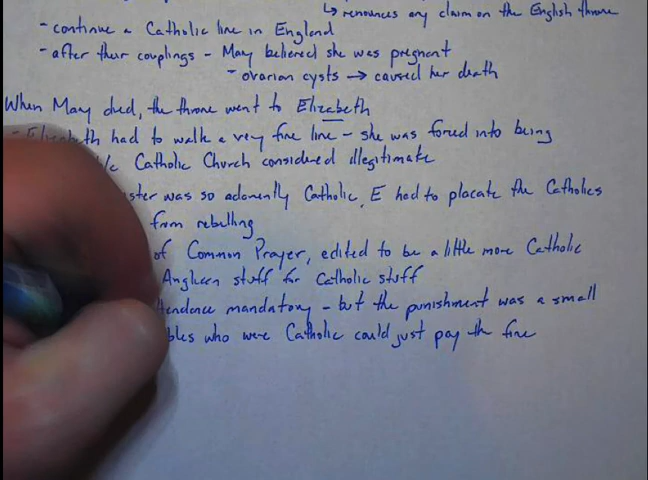 ↳ renounces any claim on the English throne
- continue a Catholic line in England
- after their couplings - Mary believed she was pregnant
- ovarian cysts → caused her death
When Mary died, the throne went to Elizabeth
- Elizabeth had to walk a very fine line - she was forced into being
Catholic Church considered illegitimate
was so adamently Catholic, E had to placate the Catholics
from rebelling
of Common Prayer, edited to be a little more Catholic
Anglican stuff for Catholic stuff
mandatory - but the punishment was a small
who were Catholic could just pay the fine